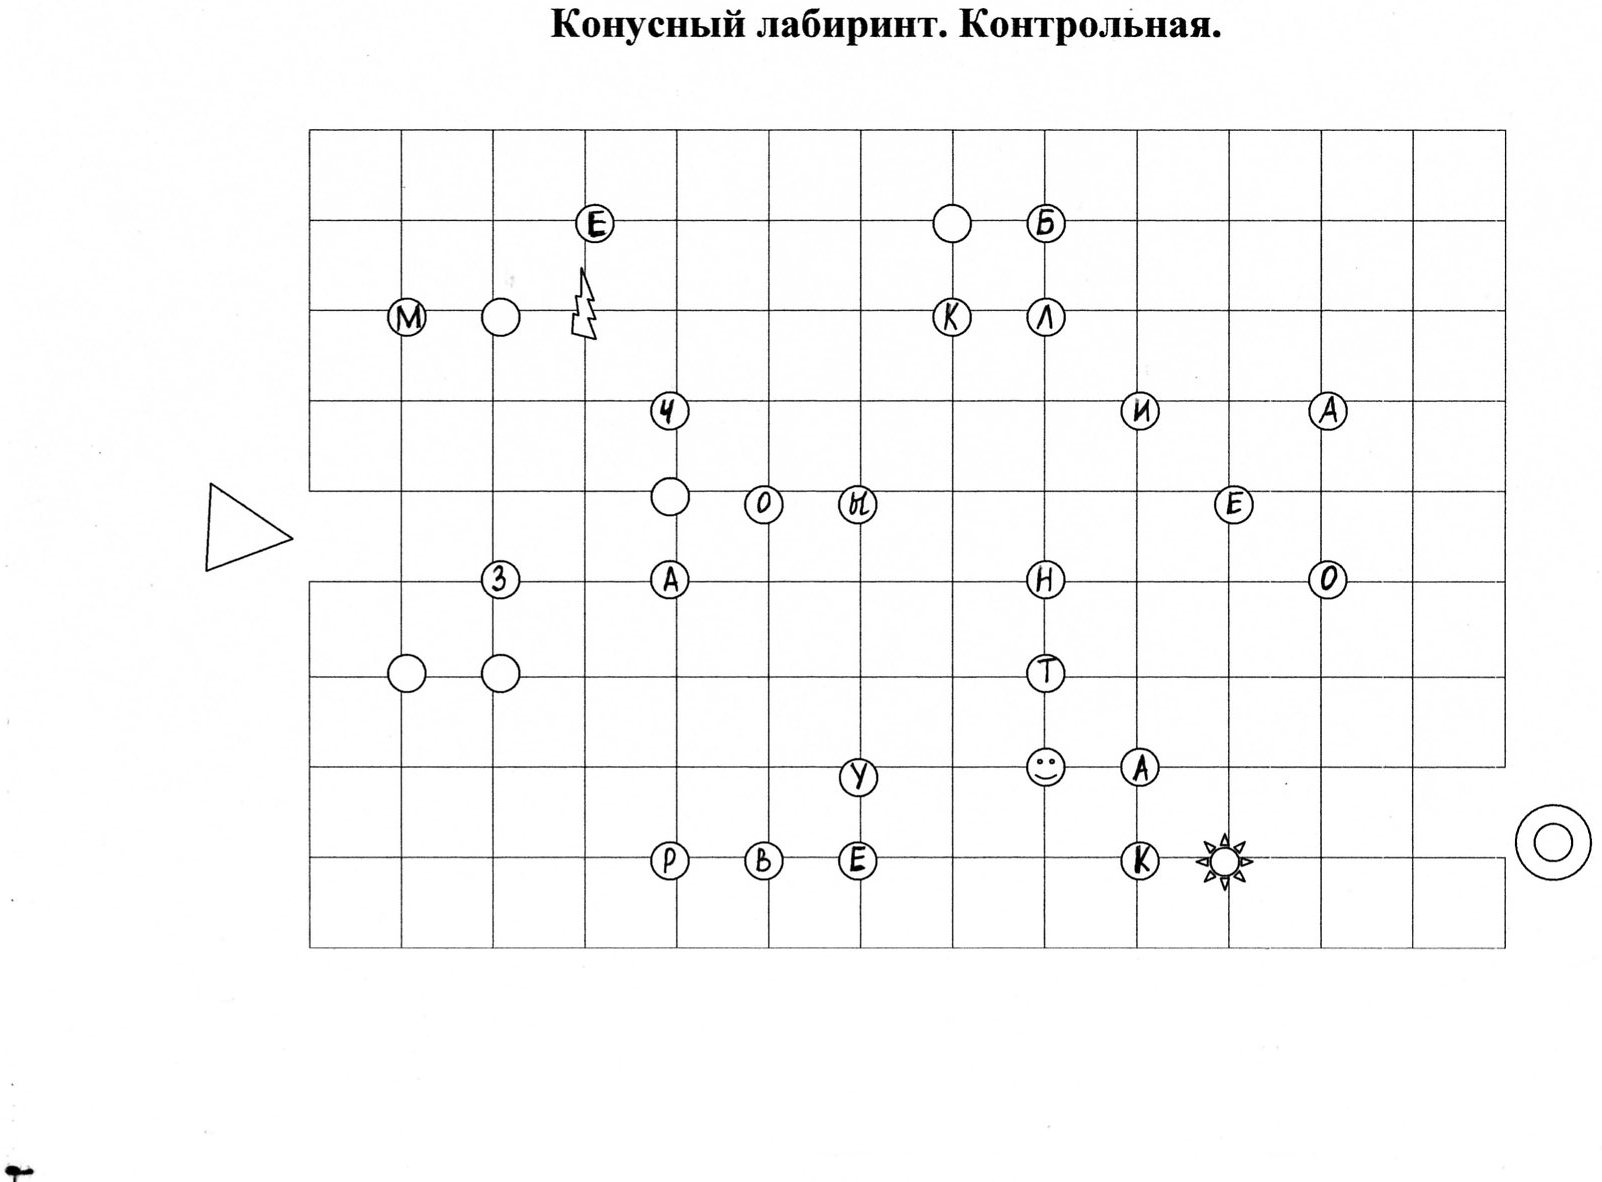 Конусный лабиринт. Контрольная.
Е Б
М К Л
Ч И А
О Ы Е
З А Н О
Т
У А
Р В Е К